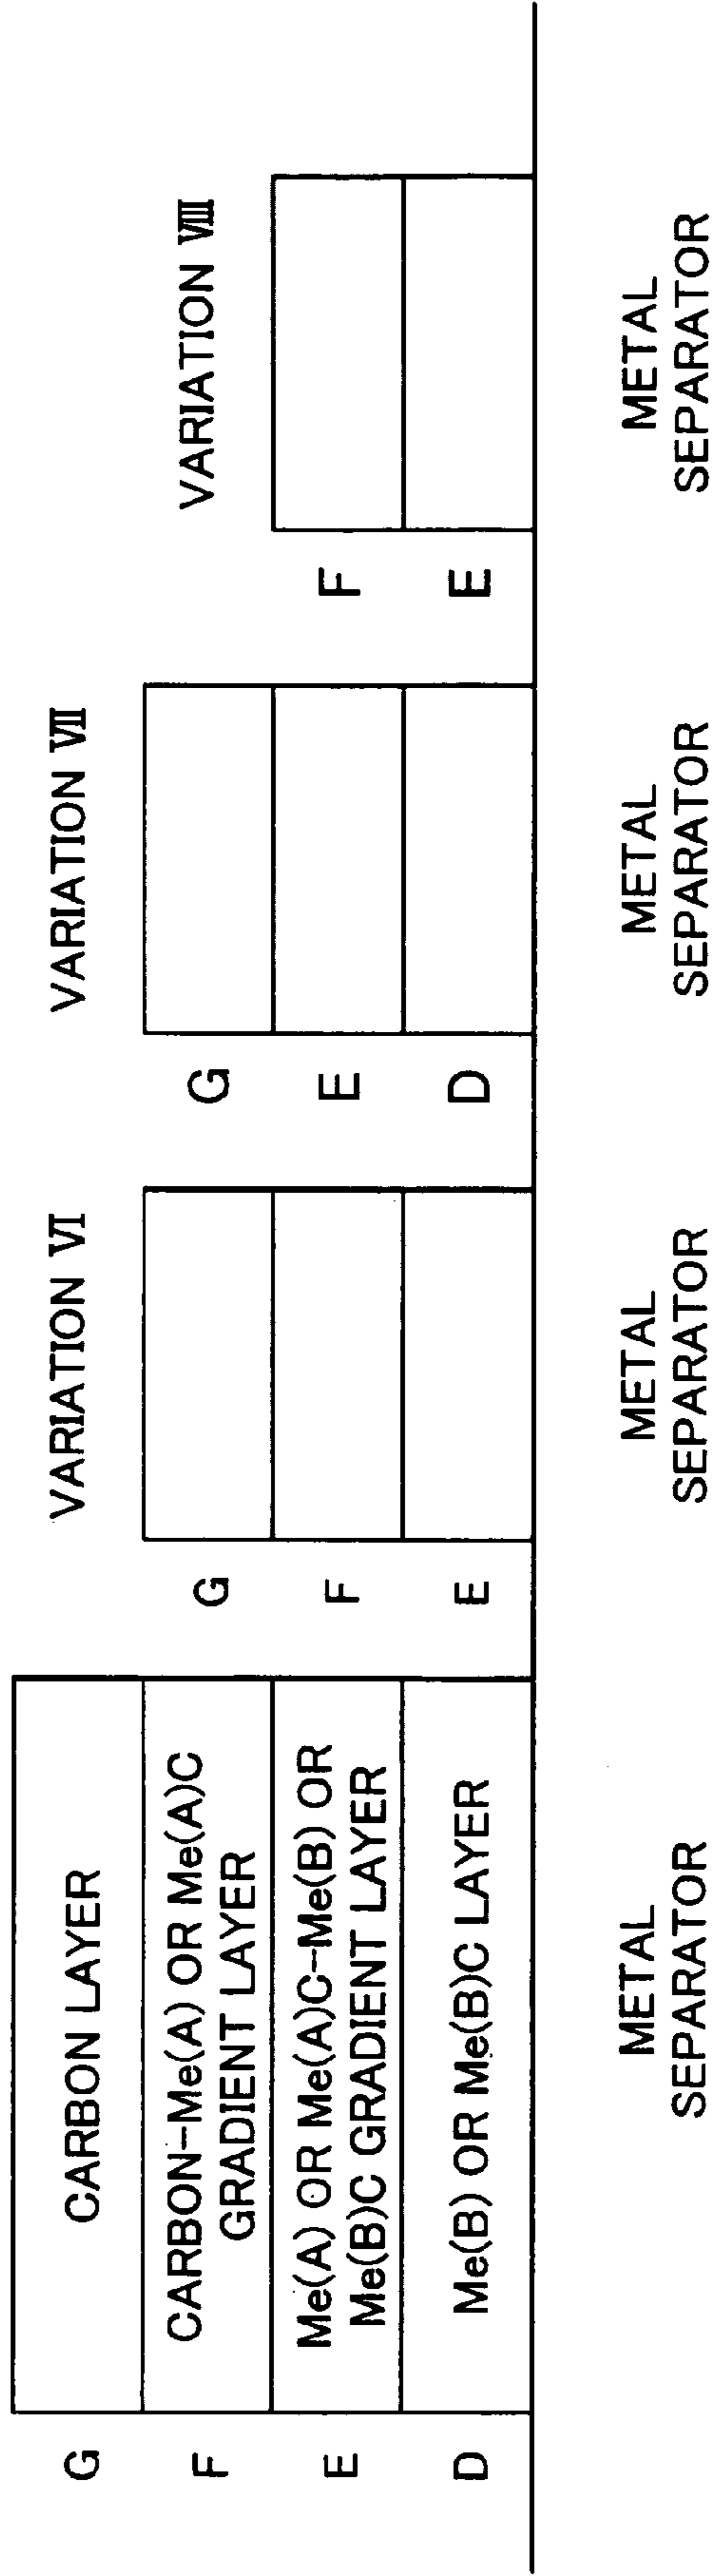 G
CARBON LAYER
F
CARBON-Me(A) OR Me(A)C
GRADIENT LAYER
E
Me(A) OR Me(A)C-Me(B) OR
Me(B)C GRADIENT LAYER
D
Me(B) OR Me(B)C LAYER
METAL
SEPARATOR
VARIATION Ⅵ
G
F
E
METAL
SEPARATOR
VARIATION Ⅶ
G
E
D
METAL
SEPARATOR
VARIATION Ⅷ
F
E
METAL
SEPARATOR